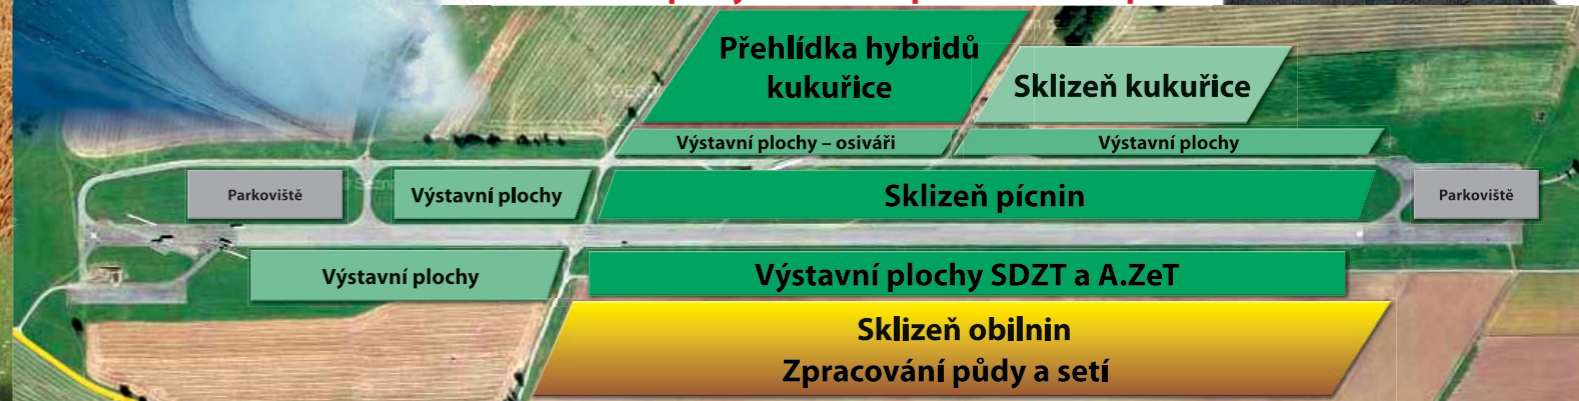 Přehlídka hybridů
kukuřice
Sklizeň kukuřice
Výstavní plochy – osiváři
Výstavní plochy
Parkoviště
Výstavní plochy
Sklizeň pícnin
Parkoviště
Výstavní plochy
Výstavní plochy SDZT a A.ZeT
Sklizeň obilnin
Zpracování půdy a setí